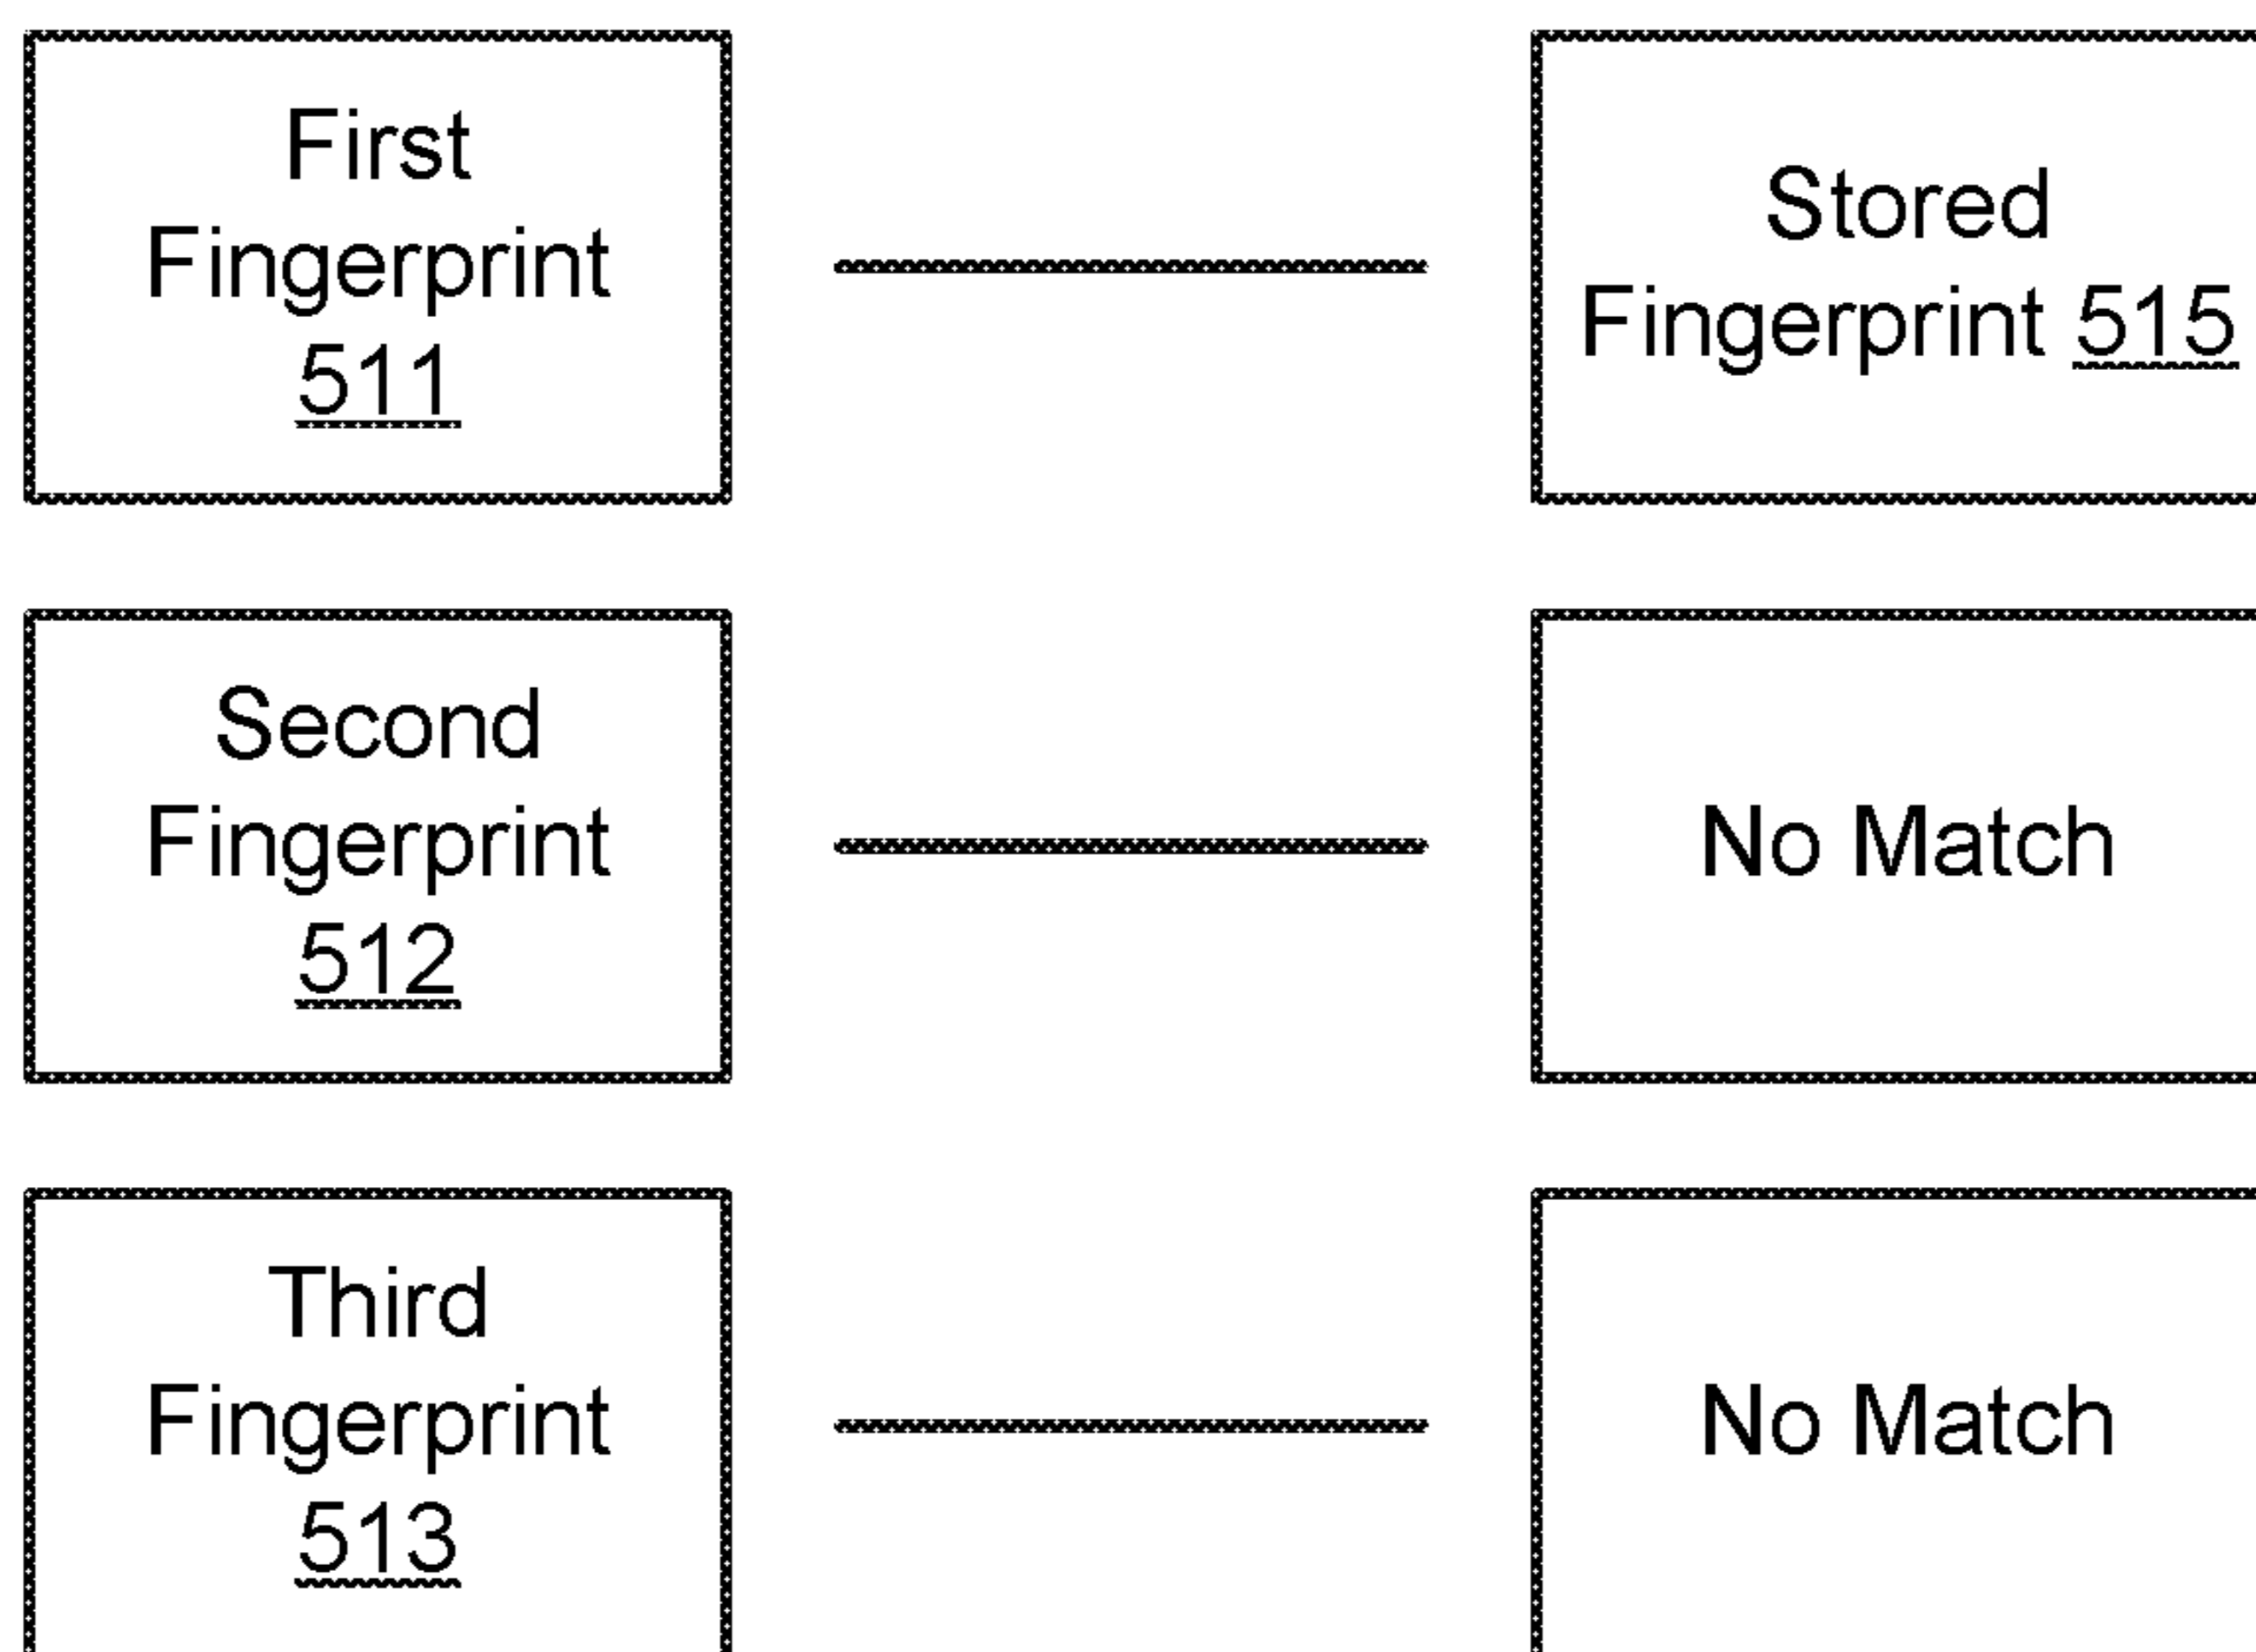 First
Fingerprint
511
Stored
Fingerprint 515
Second
Fingerprint
512
No Match
Third
Fingerprint
513
No Match